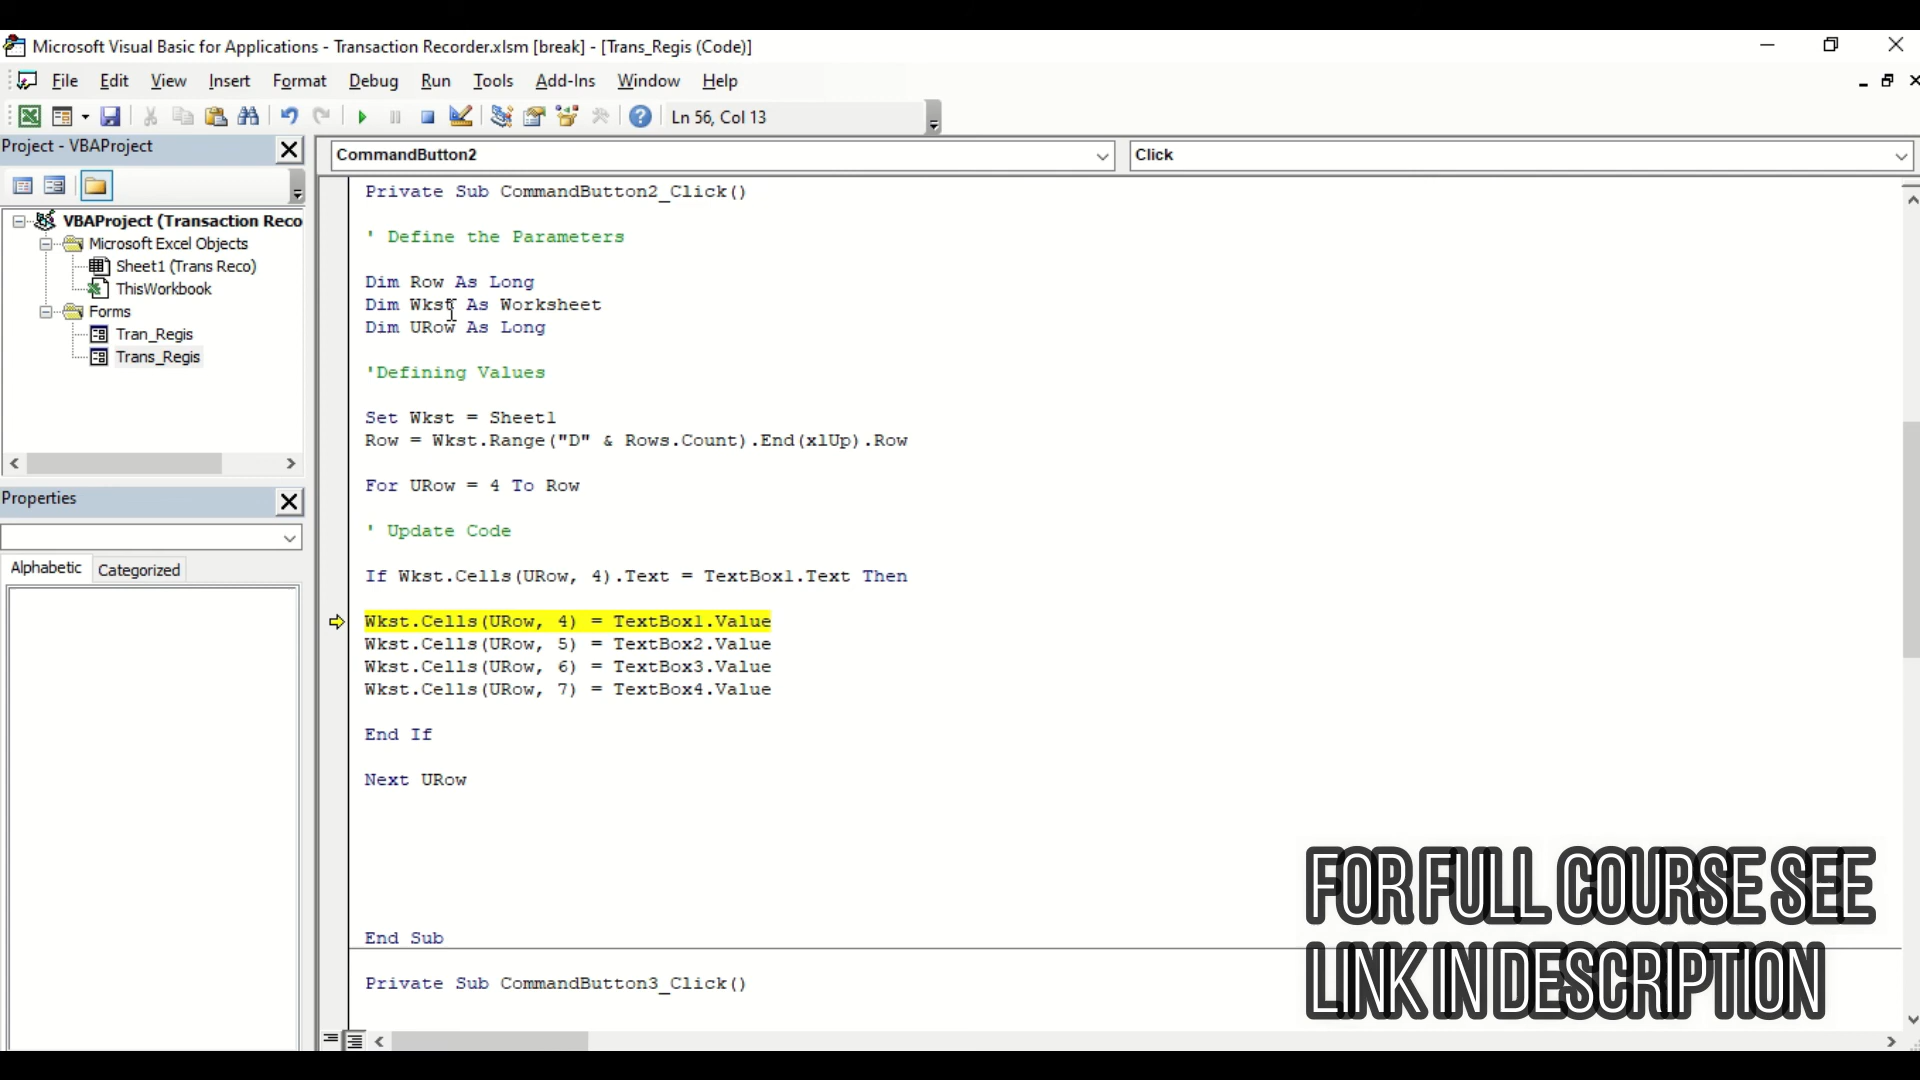 Microsoft Visual Basic for Applications - Transaction Recorder.xlsm [break] - [Trans_Regis (Code)]
File Edit View Insert Format Debug Run Tools Add-Ins Window Help
Ln 56, Col 13
Project - VBAProject
CommandButton2
Click
VBAProject (Transaction Reco
Microsoft Excel Objects
Sheet1 (Trans Reco)
ThisWorkbook
Forms
Tran_Regis
Trans_Regis
Properties
Alphabetic Categorized
Private Sub CommandButton2_Click()
' Define the Parameters
Dim Row As Long
Dim Wkst As Worksheet
Dim URow As Long
'Defining Values
Set Wkst = Sheet1
Row = Wkst.Range("D" & Rows.Count).End(xlUp).Row
For URow = 4 To Row
' Update Code
If Wkst.Cells(URow, 4).Text = TextBox1.Text Then
Wkst.Cells(URow, 4) = TextBox1.Value
Wkst.Cells(URow, 5) = TextBox2.Value
Wkst.Cells(URow, 6) = TextBox3.Value
Wkst.Cells(URow, 7) = TextBox4.Value
End If
Next URow
End Sub
Private Sub CommandButton3_Click()
FOR FULL COURSE SEE
LINK IN DESCRIPTION